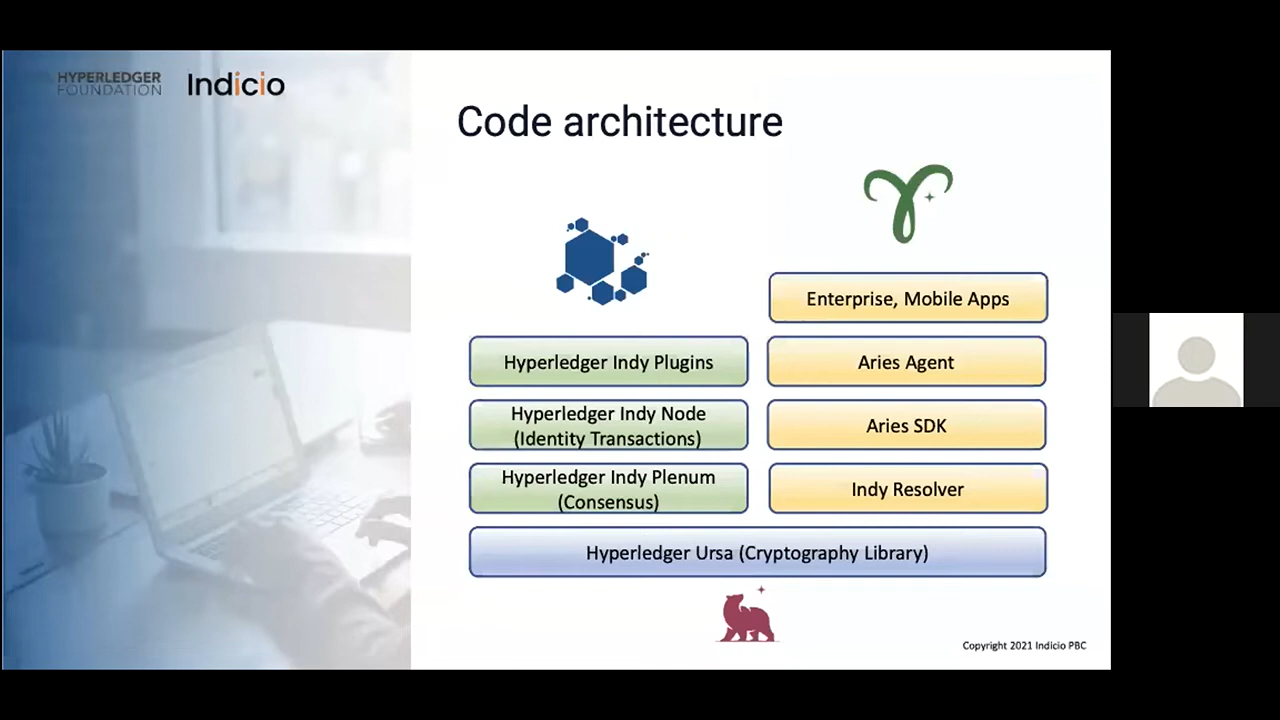 HYPERLEDGER
FOUNDATION
Indicio
Code architecture
Enterprise, Mobile Apps
Hyperledger Indy Plugins
Aries Agent
Hyperledger Indy Node
(Identity Transactions)
Aries SDK
Hyperledger Indy Plenum
(Consensus)
Indy Resolver
Hyperledger Ursa (Cryptography Library)
Copyright 2021 Indicio PBC